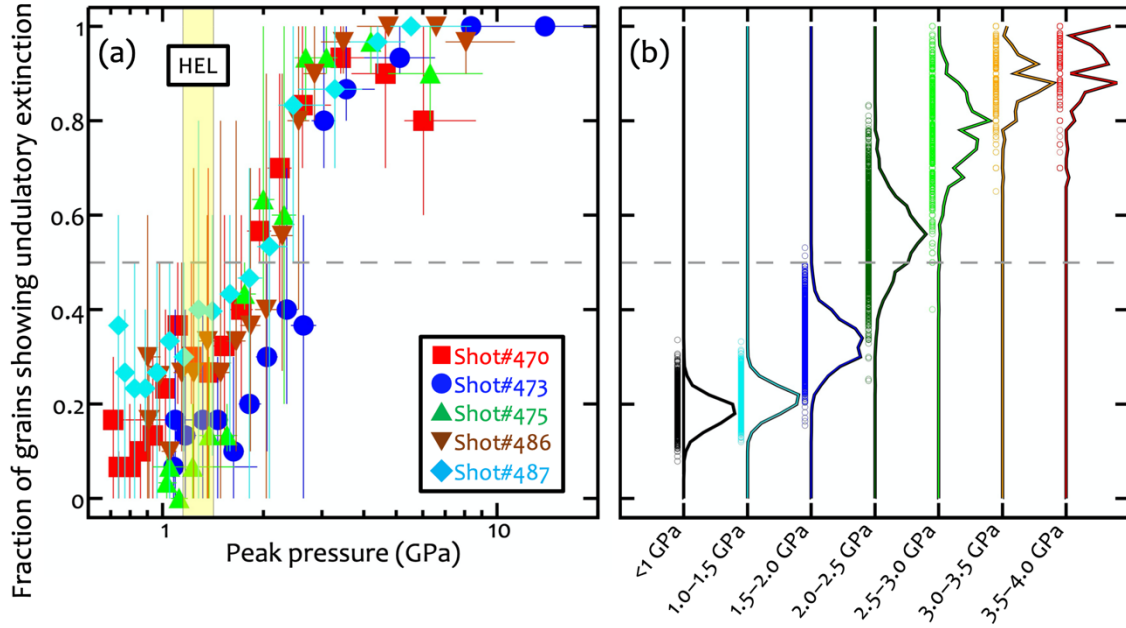 Fraction of grains showing undulatory extinction
1
0.8
0.6
0.4
0.2
0
(a)
HEL
Shot#470
Shot#473
Shot#475
Shot#486
Shot#487
1
10
Peak pressure (GPa)
(b)
<1 GPa
1.0–1.5 GPa
1.5–2.0 GPa
2.0–2.5 GPa
2.5–3.0 GPa
3.0–3.5 GPa
3.5–4.0 GPa